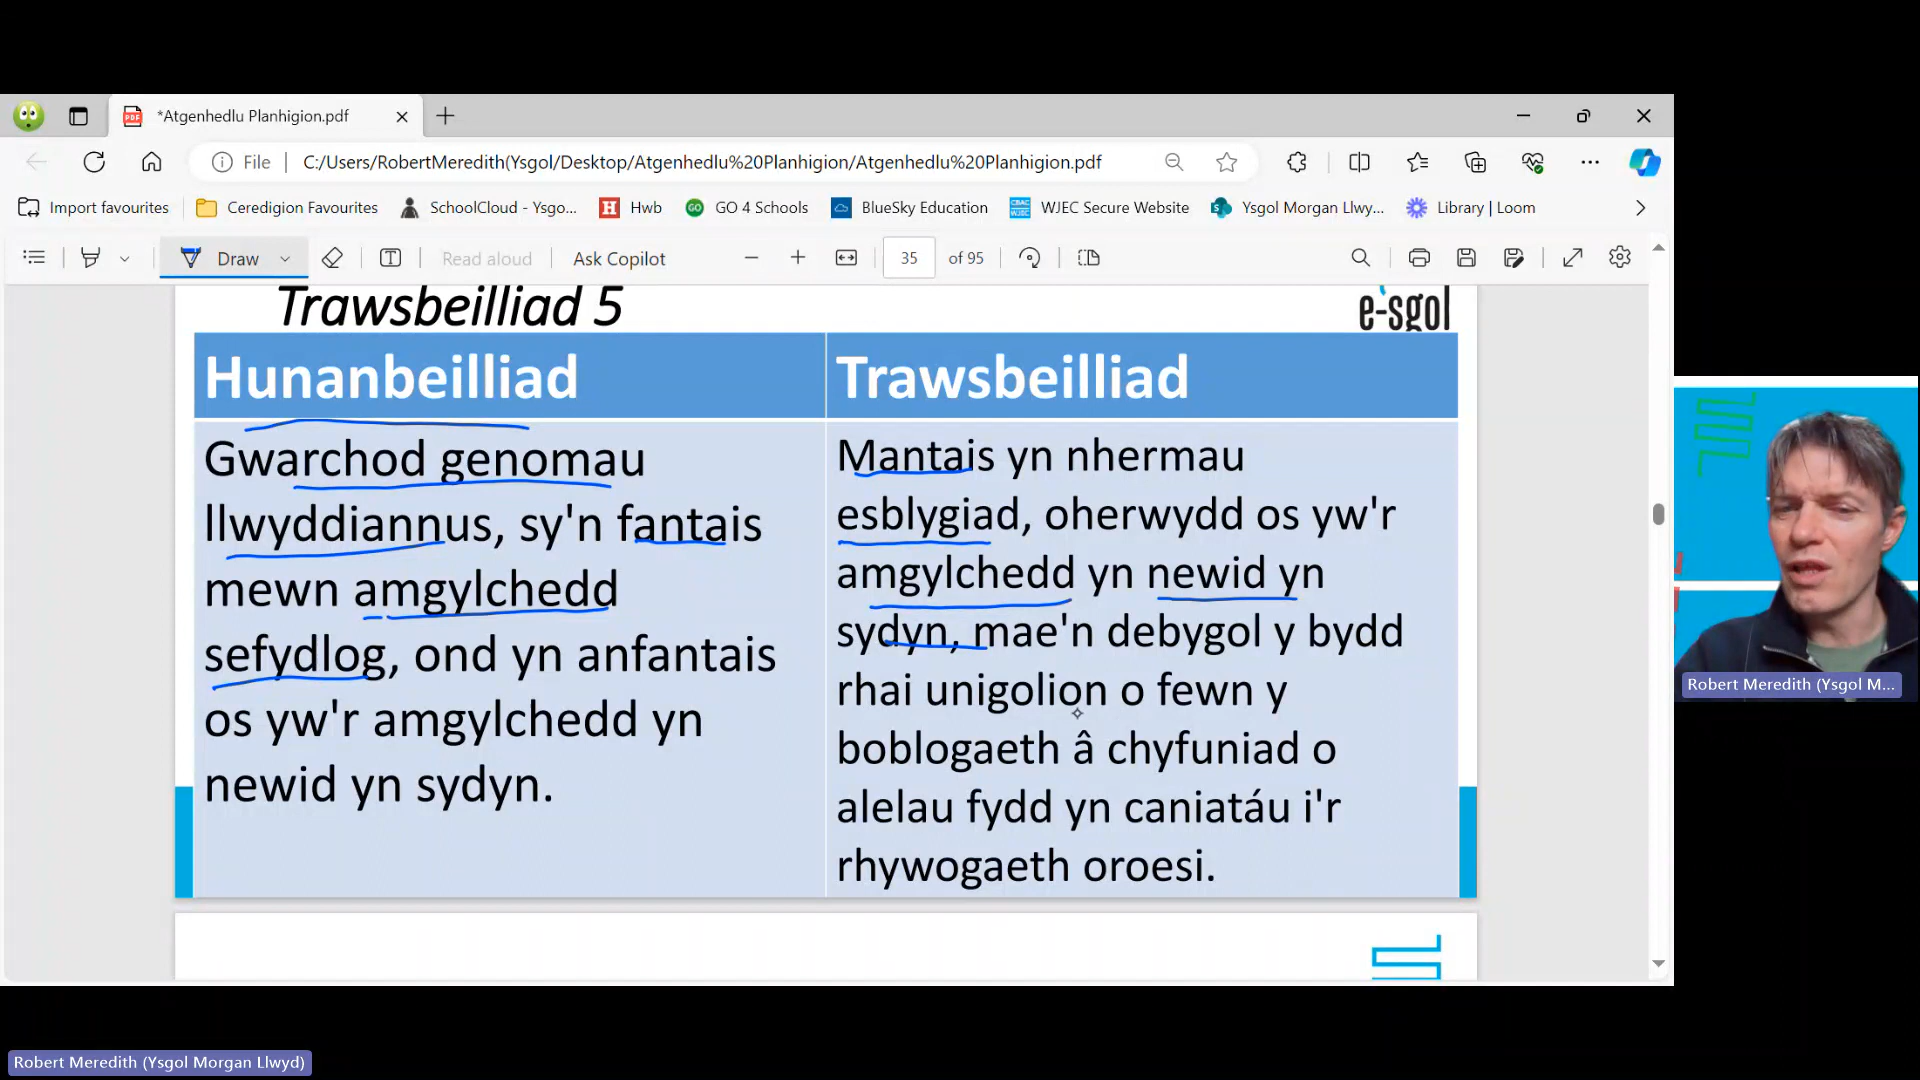 *Atgenhedlu Planhigion.pdf
File C:/Users/RobertMeredith(Ysgol/Desktop/Atgenhedlu%20Planhigion/Atgenhedlu%20Planhigion.pdf
Import favourites Ceredigion Favourites SchoolCloud - Ysgo... Hwb GO 4 Schools BlueSky Education WJEC Secure Website Ysgol Morgan Llwy... Library | Loom
Draw Read aloud Ask Copilot 35 of 95
Trawsbeilliad 5
e-sgol
Hunanbeilliad
Gwarchod genomau
llwyddiannus, sy'n fantais
mewn amgylchedd
sefydlog, ond yn anfantais
os yw'r amgylchedd yn
newid yn sydyn.
Trawsbeilliad
Mantais yn nhermau
esblygiad, oherwydd os yw'r
amgylchedd yn newid yn
sydyn, mae'n debygol y bydd
rhai unigolion o fewn y
boblogaeth â chyfuniad o
alelau fydd yn caniatáu i'r
rhywogaeth oroesi.
Robert Meredith (Ysgol M...
Robert Meredith (Ysgol Morgan Llwyd)